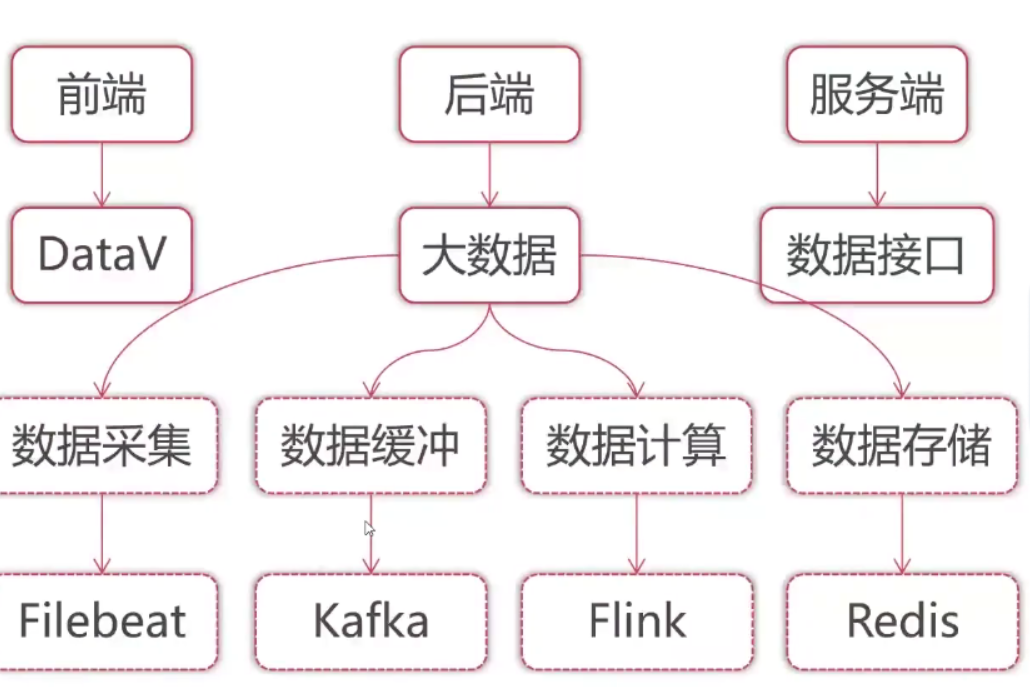 前端
后端
服务端
DataV
大数据
数据接口
数据采集
数据缓冲
数据计算
数据存储
Filebeat
Kafka
Flink
Redis